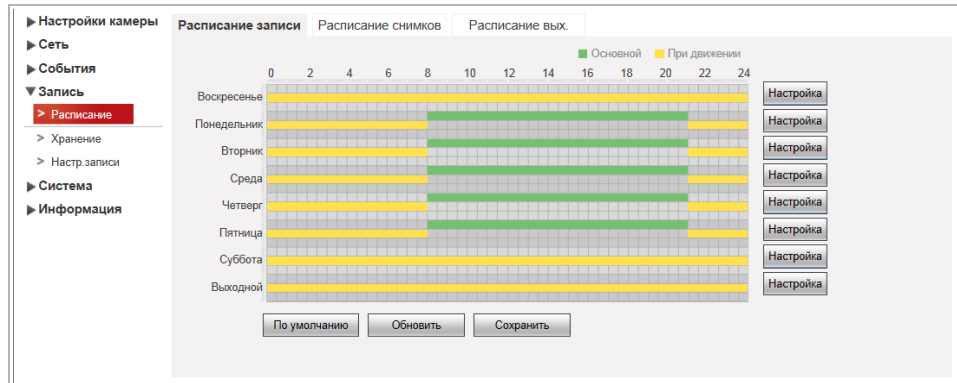 Настройки камеры
Сеть
События
Запись
> Расписание
> Хранение
> Настр.записи
Система
Информация
Расписание записи Расписание снимков Расписание вых.
Основной При движении
0 2 4 6 8 10 12 14 16 18 20 22 24
Воскресенье Настройка
Понедельник Настройка
Вторник Настройка
Среда Настройка
Четверг Настройка
Пятница Настройка
Суббота Настройка
Выходной Настройка
По умолчанию Обновить Сохранить